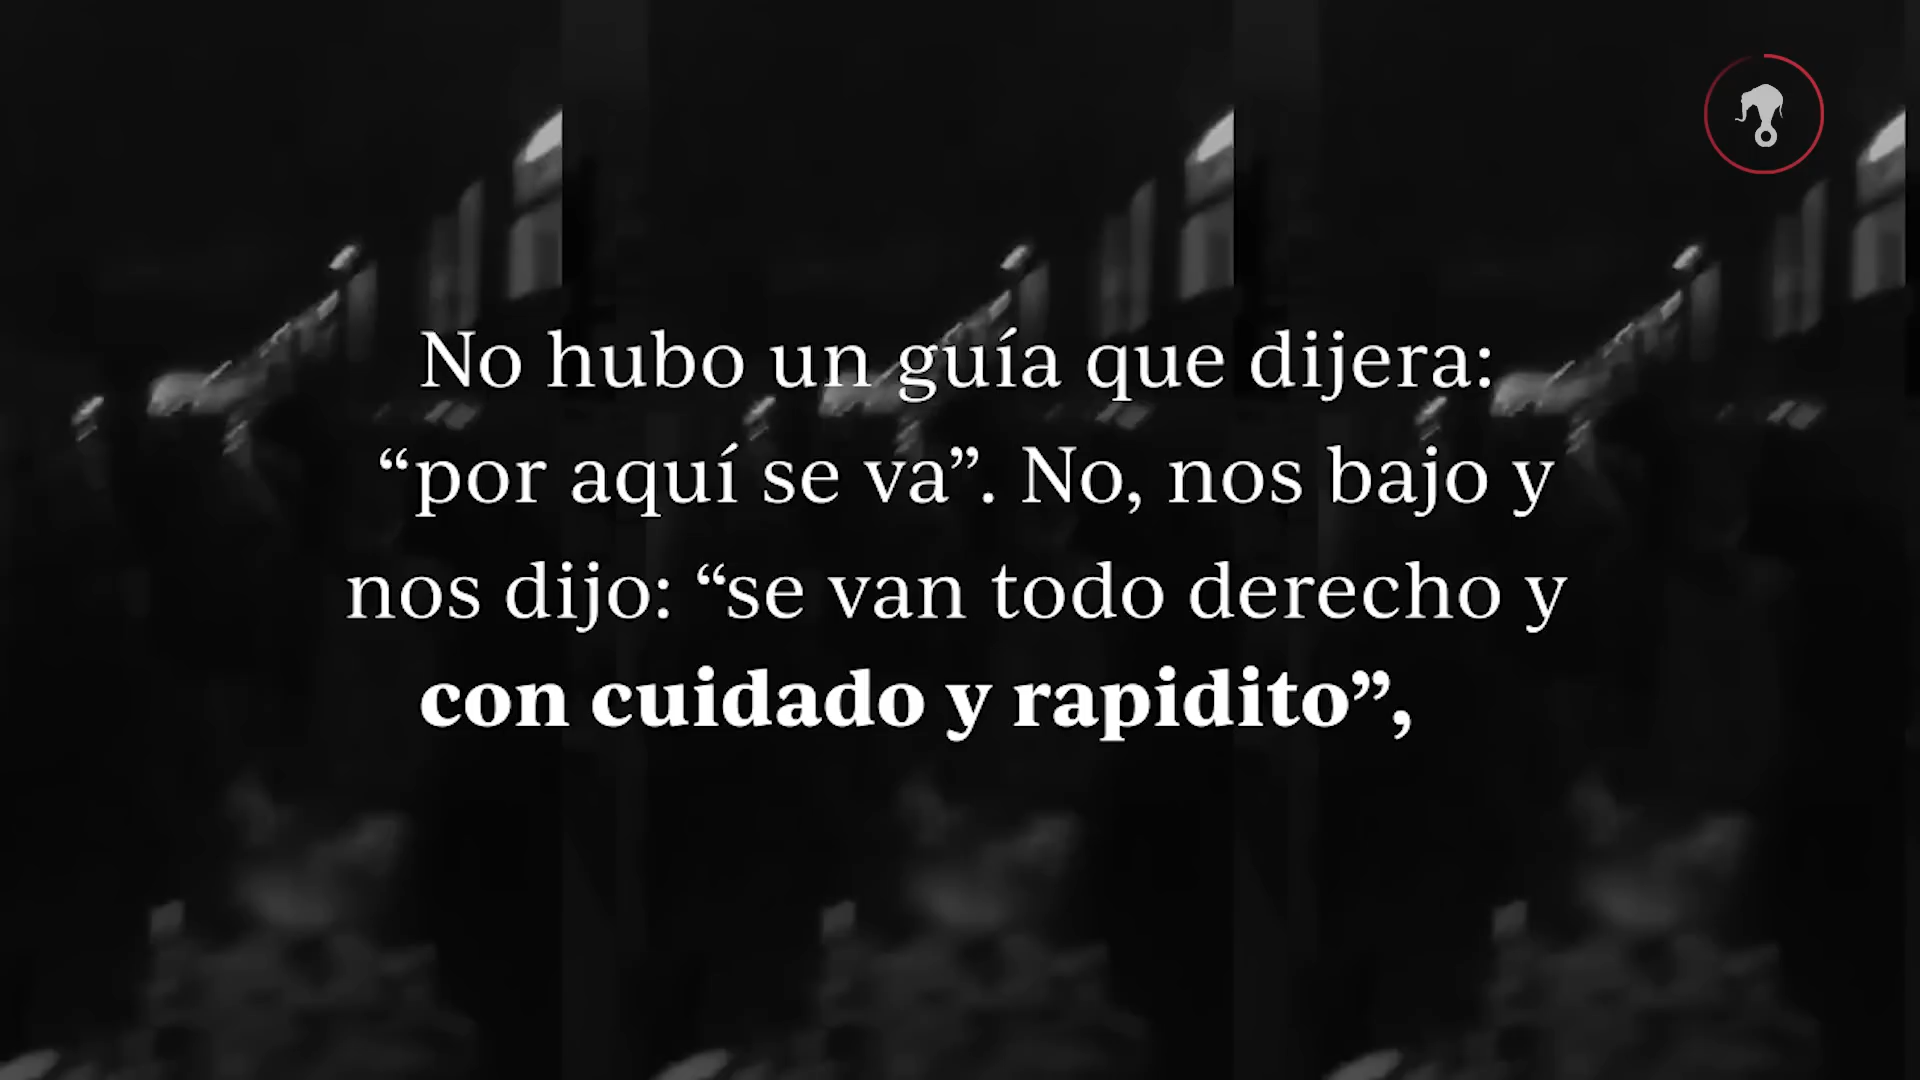 No hubo un guía que dijera:
“por aquí se va”. No, nos bajo y
nos dijo: “se van todo derecho y
con cuidado y rapidito”,